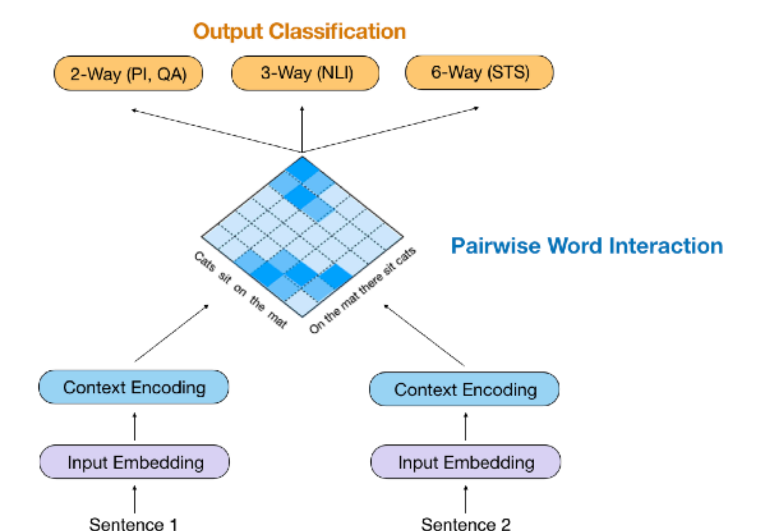 Output Classification
2-Way (PI, QA)
3-Way (NLI)
6-Way (STS)
Pairwise Word Interaction
Cats sit on the mat
On the mat there sit cats
Context Encoding
Context Encoding
Input Embedding
Input Embedding
Sentence 1
Sentence 2